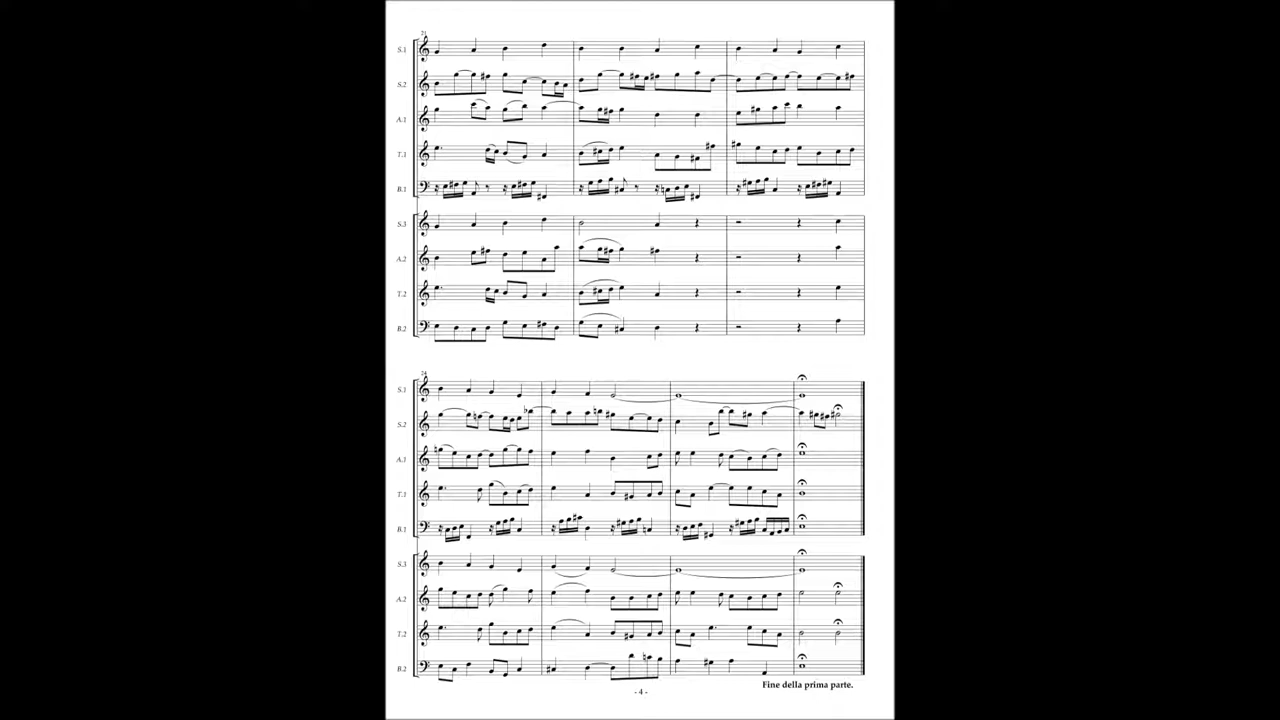 21
S.1
S.2
A.1
T.1
B.1
S.3
A.2
T.2
B.2
24
S.1
S.2
A.1
T.1
B.1
S.3
A.2
T.2
B.2
Fine della prima parte.
- 4 -